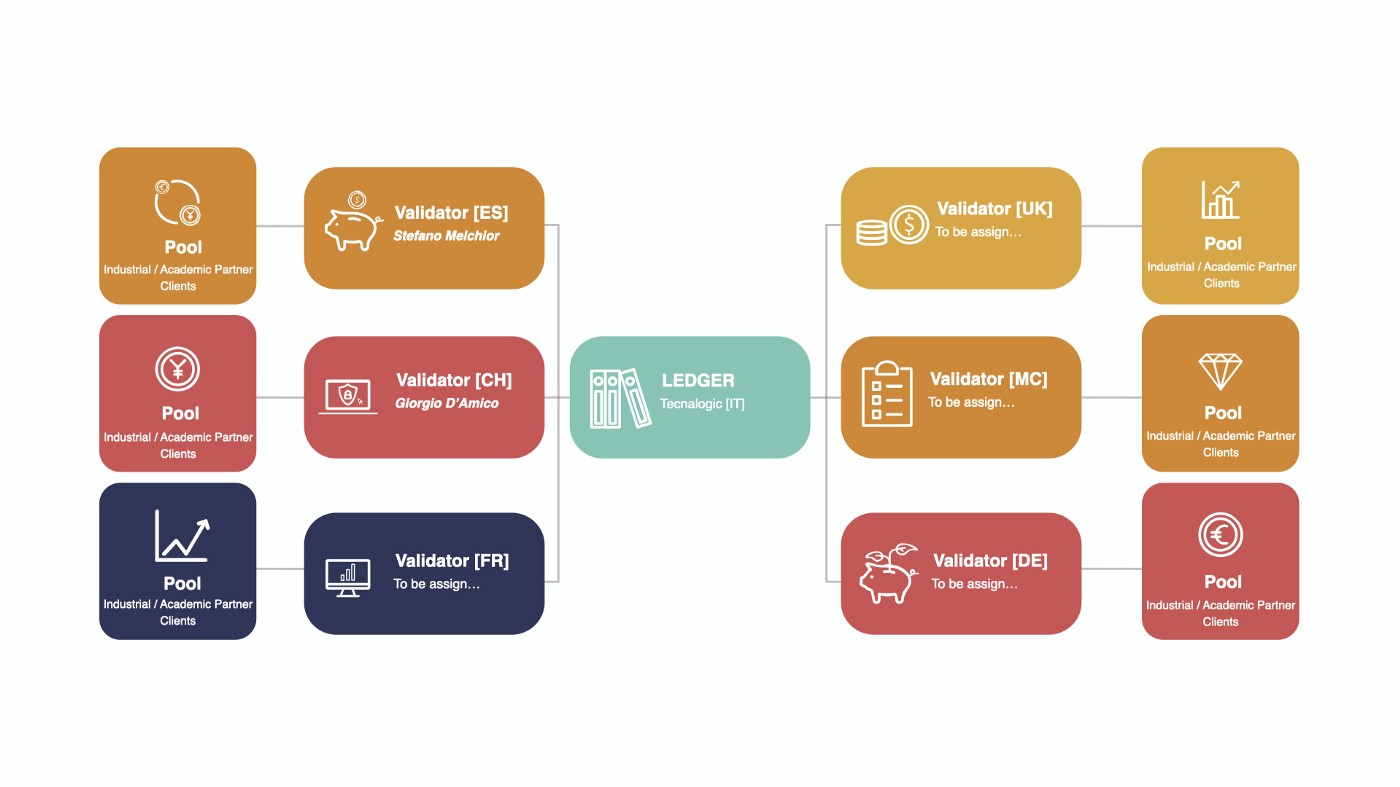 Pool
Industrial / Academic Partner
Clients
Validator [ES]
Stefano Melchior
Validator [UK]
To be assign…
Pool
Industrial / Academic Partner
Clients
Pool
Industrial / Academic Partner
Clients
Validator [CH]
Giorgio D'Amico
LEDGER
Tecnalogic [IT]
Validator [MC]
To be assign…
Pool
Industrial / Academic Partner
Clients
Pool
Industrial / Academic Partner
Clients
Validator [FR]
To be assign…
Validator [DE]
To be assign…
Pool
Industrial / Academic Partner
Clients